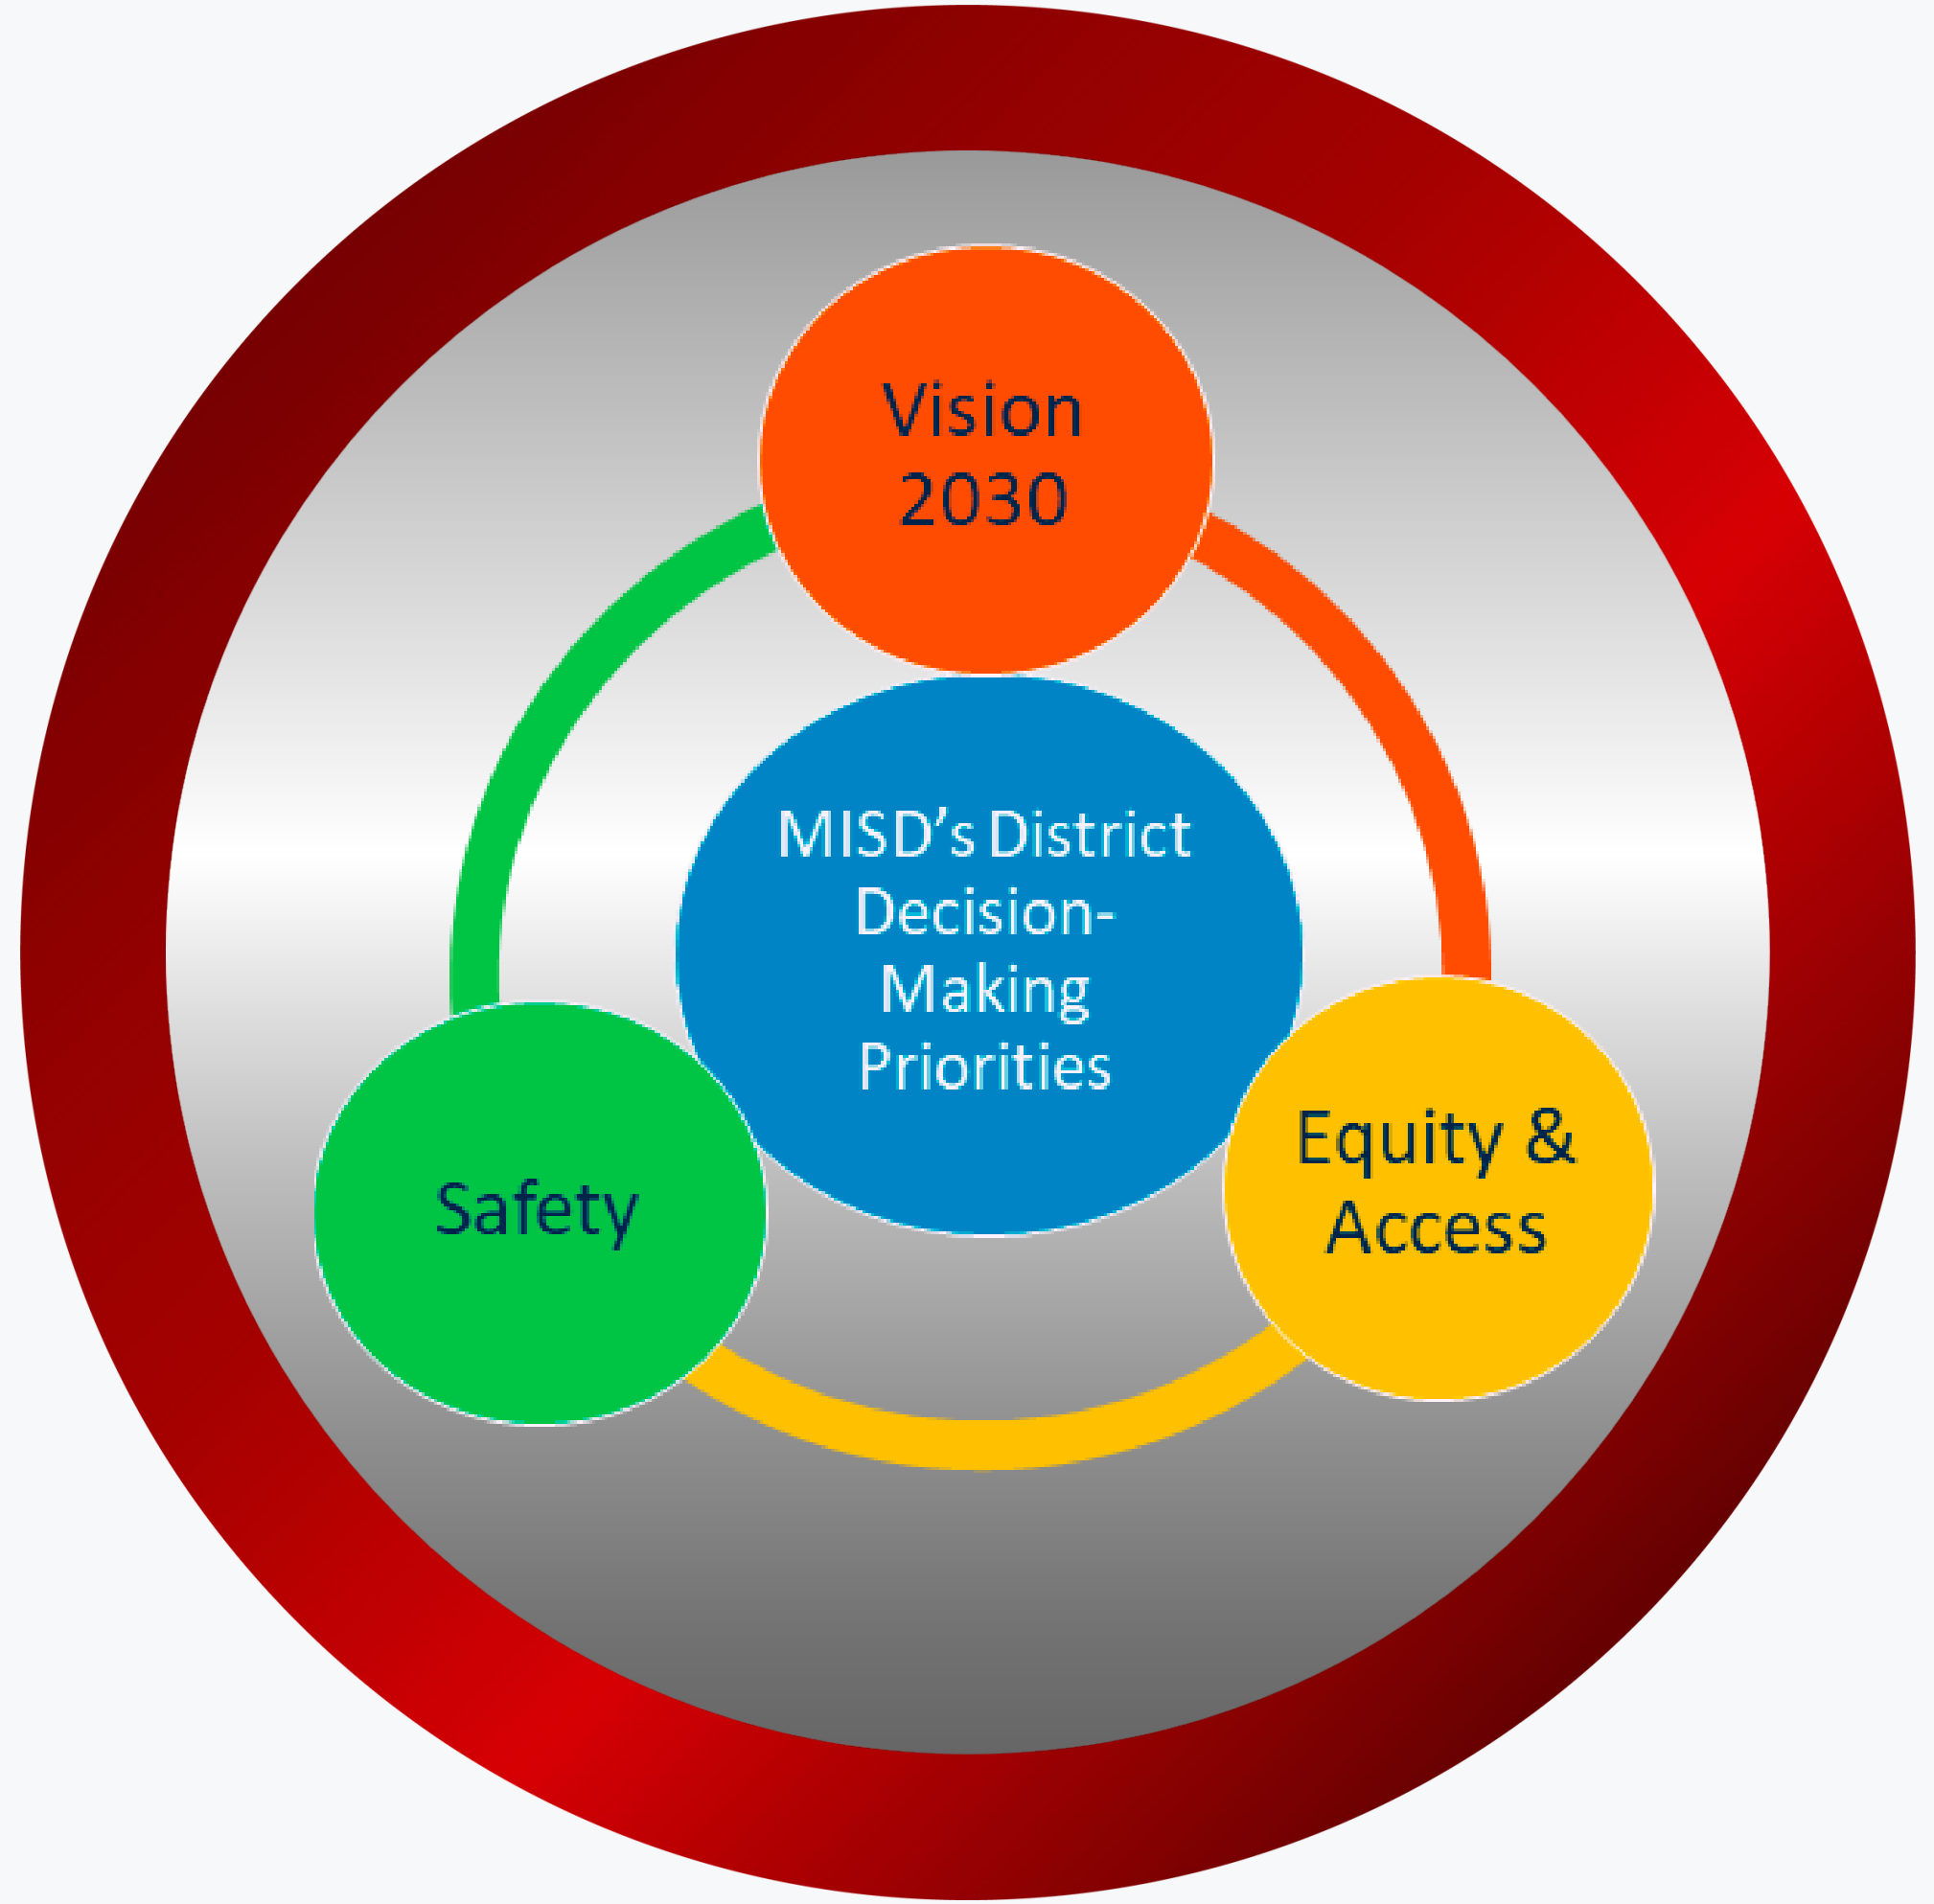 Vision
2030
MISD’s District
Decision-
Making
Priorities
Equity &
Access
Safety